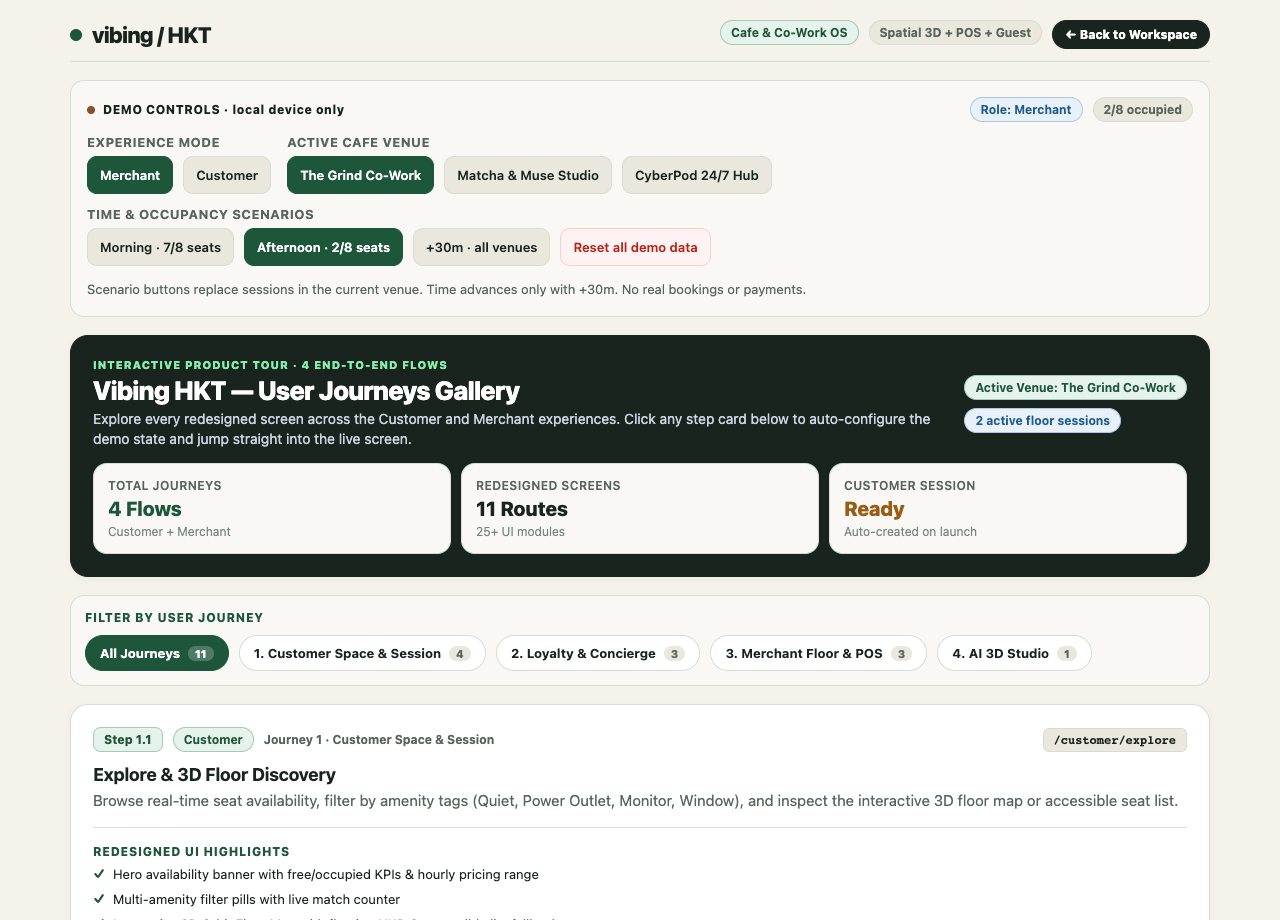 vibing / HKT
Cafe & Co-Work OS
Spatial 3D + POS + Guest
← Back to Workspace
DEMO CONTROLS · local device only
Role: Merchant
2/8 occupied
EXPERIENCE MODE
ACTIVE CAFE VENUE
Merchant
Customer
The Grind Co-Work
Matcha & Muse Studio
CyberPod 24/7 Hub
TIME & OCCUPANCY SCENARIOS
Morning · 7/8 seats
Afternoon · 2/8 seats
+30m · all venues
Reset all demo data
Scenario buttons replace sessions in the current venue. Time advances only with +30m. No real bookings or payments.
INTERACTIVE PRODUCT TOUR · 4 END-TO-END FLOWS
Vibing HKT — User Journeys Gallery
Explore every redesigned screen across the Customer and Merchant experiences. Click any step card below to auto-configure the
demo state and jump straight into the live screen.
Active Venue: The Grind Co-Work
2 active floor sessions
TOTAL JOURNEYS
4 Flows
Customer + Merchant
REDESIGNED SCREENS
11 Routes
25+ UI modules
CUSTOMER SESSION
Ready
Auto-created on launch
FILTER BY USER JOURNEY
All Journeys 11
1. Customer Space & Session 4
2. Loyalty & Concierge 3
3. Merchant Floor & POS 3
4. AI 3D Studio 1
Step 1.1
Customer
Journey 1 · Customer Space & Session
/customer/explore
Explore & 3D Floor Discovery
Browse real-time seat availability, filter by amenity tags (Quiet, Power Outlet, Monitor, Window), and inspect the interactive 3D floor map or accessible seat list.
REDESIGNED UI HIGHLIGHTS
✓ Hero availability banner with free/occupied KPIs & hourly pricing range
✓ Multi-amenity filter pills with live match counter